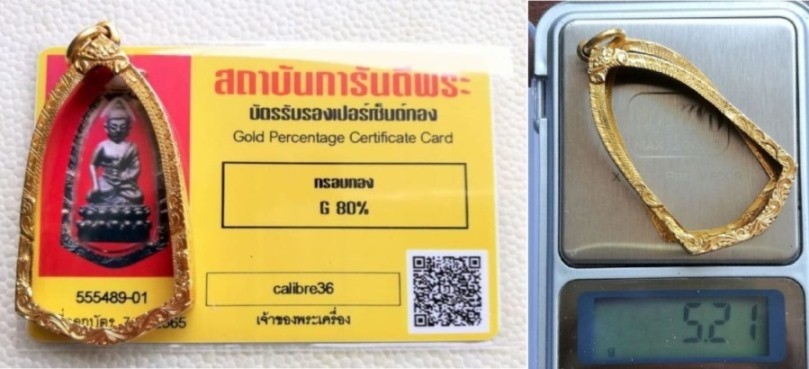 สถาบันการันตีพระ
บัตรรับรองเปอร์เซ็นต์ทอง
Gold Percentage Certificate Card
กรอบทอง
G 80%
555489-01
calibre36
เจ้าของพระเครื่อง
MAX
g 5.21